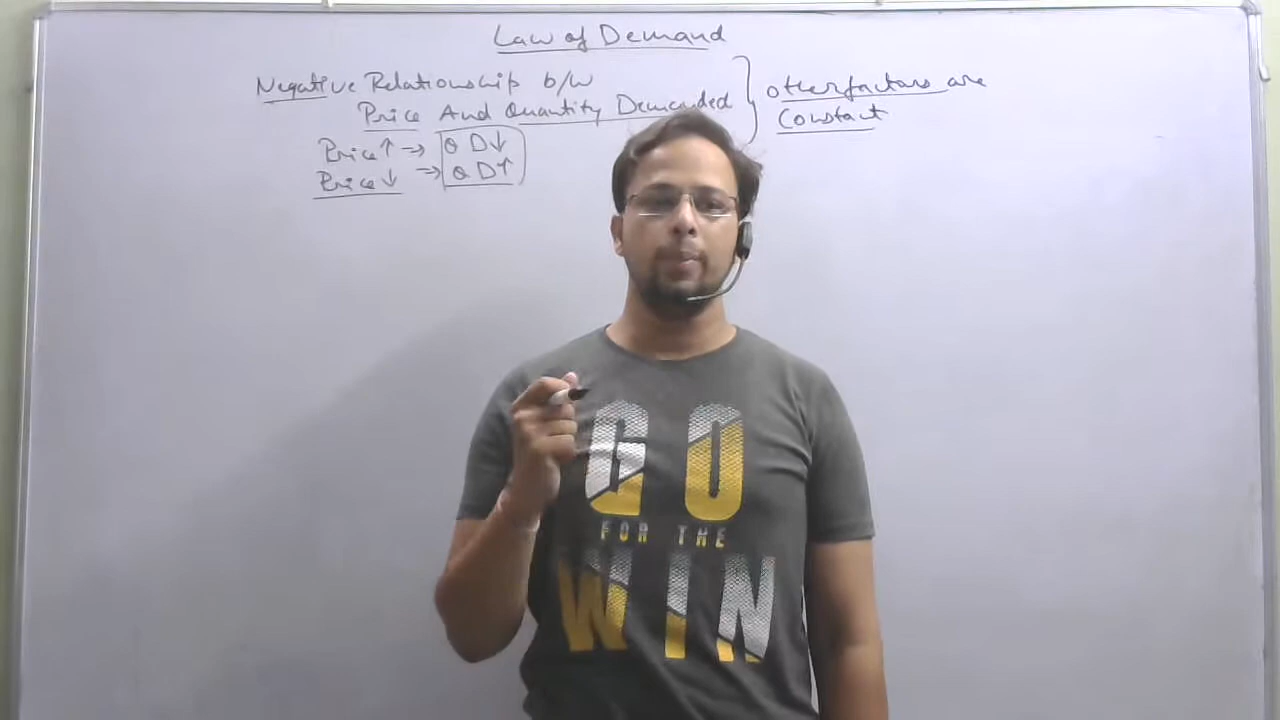 Law of Demand
Negative Relationship b/w
Price And Quantity Demanded } other factors are
Constant
Price ↑ → Q D↓
Price ↓ → Q D↑
GO
FOR THE
WIN